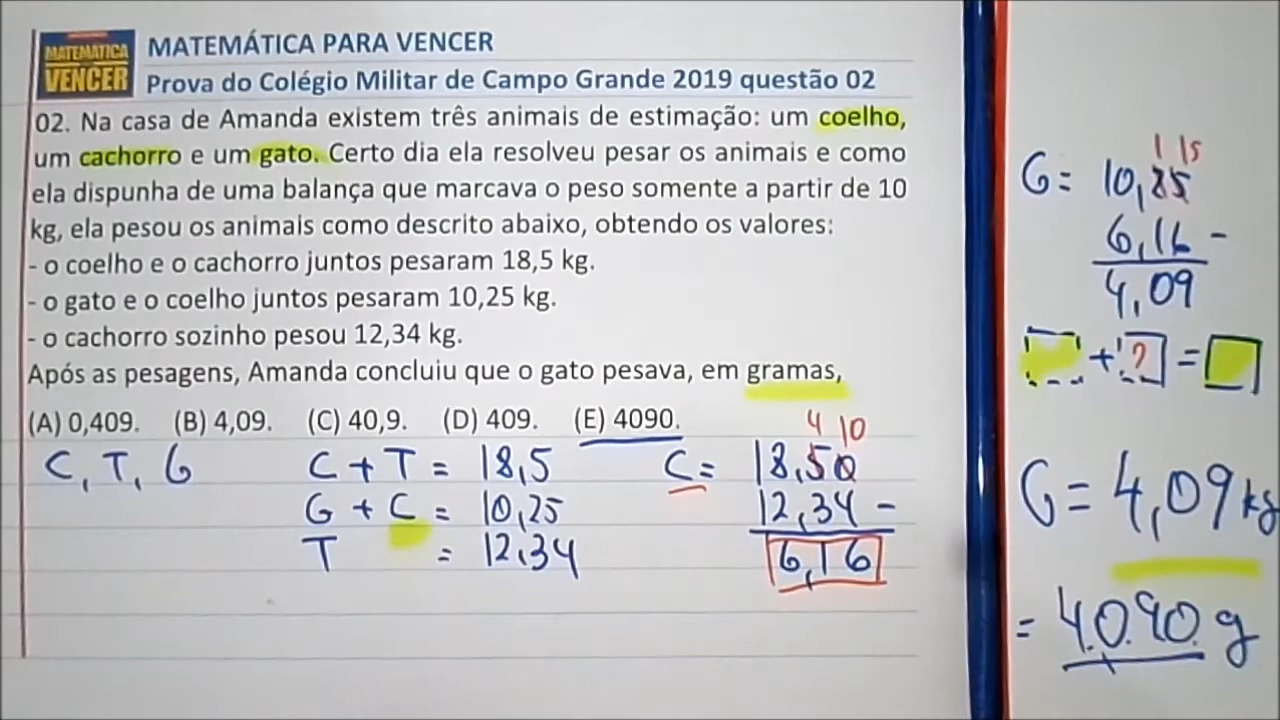 MATEMÁTICA
VENCER
MATEMÁTICA PARA VENCER
Prova do Colégio Militar de Campo Grande 2019 questão 02
02. Na casa de Amanda existem três animais de estimação: um coelho,
um cachorro e um gato. Certo dia ela resolveu pesar os animais e como
ela dispunha de uma balança que marcava o peso somente a partir de 10
kg, ela pesou os animais como descrito abaixo, obtendo os valores:
- o coelho e o cachorro juntos pesaram 18,5 kg.
- o gato e o coelho juntos pesaram 10,25 kg.
- o cachorro sozinho pesou 12,34 kg.
Após as pesagens, Amanda concluiu que o gato pesava, em gramas,
(A) 0,409. (B) 4,09. (C) 40,9. (D) 409. (E) 4090.
C, T, G
C + T = 18,5
G + C = 10,25
T = 12,34
4 10
C = 18,50
12,34 -
6,16
1 15
G = 10,25
6,16 -
4,09
+ ? =
G = 4,09 kg
= 4090 g